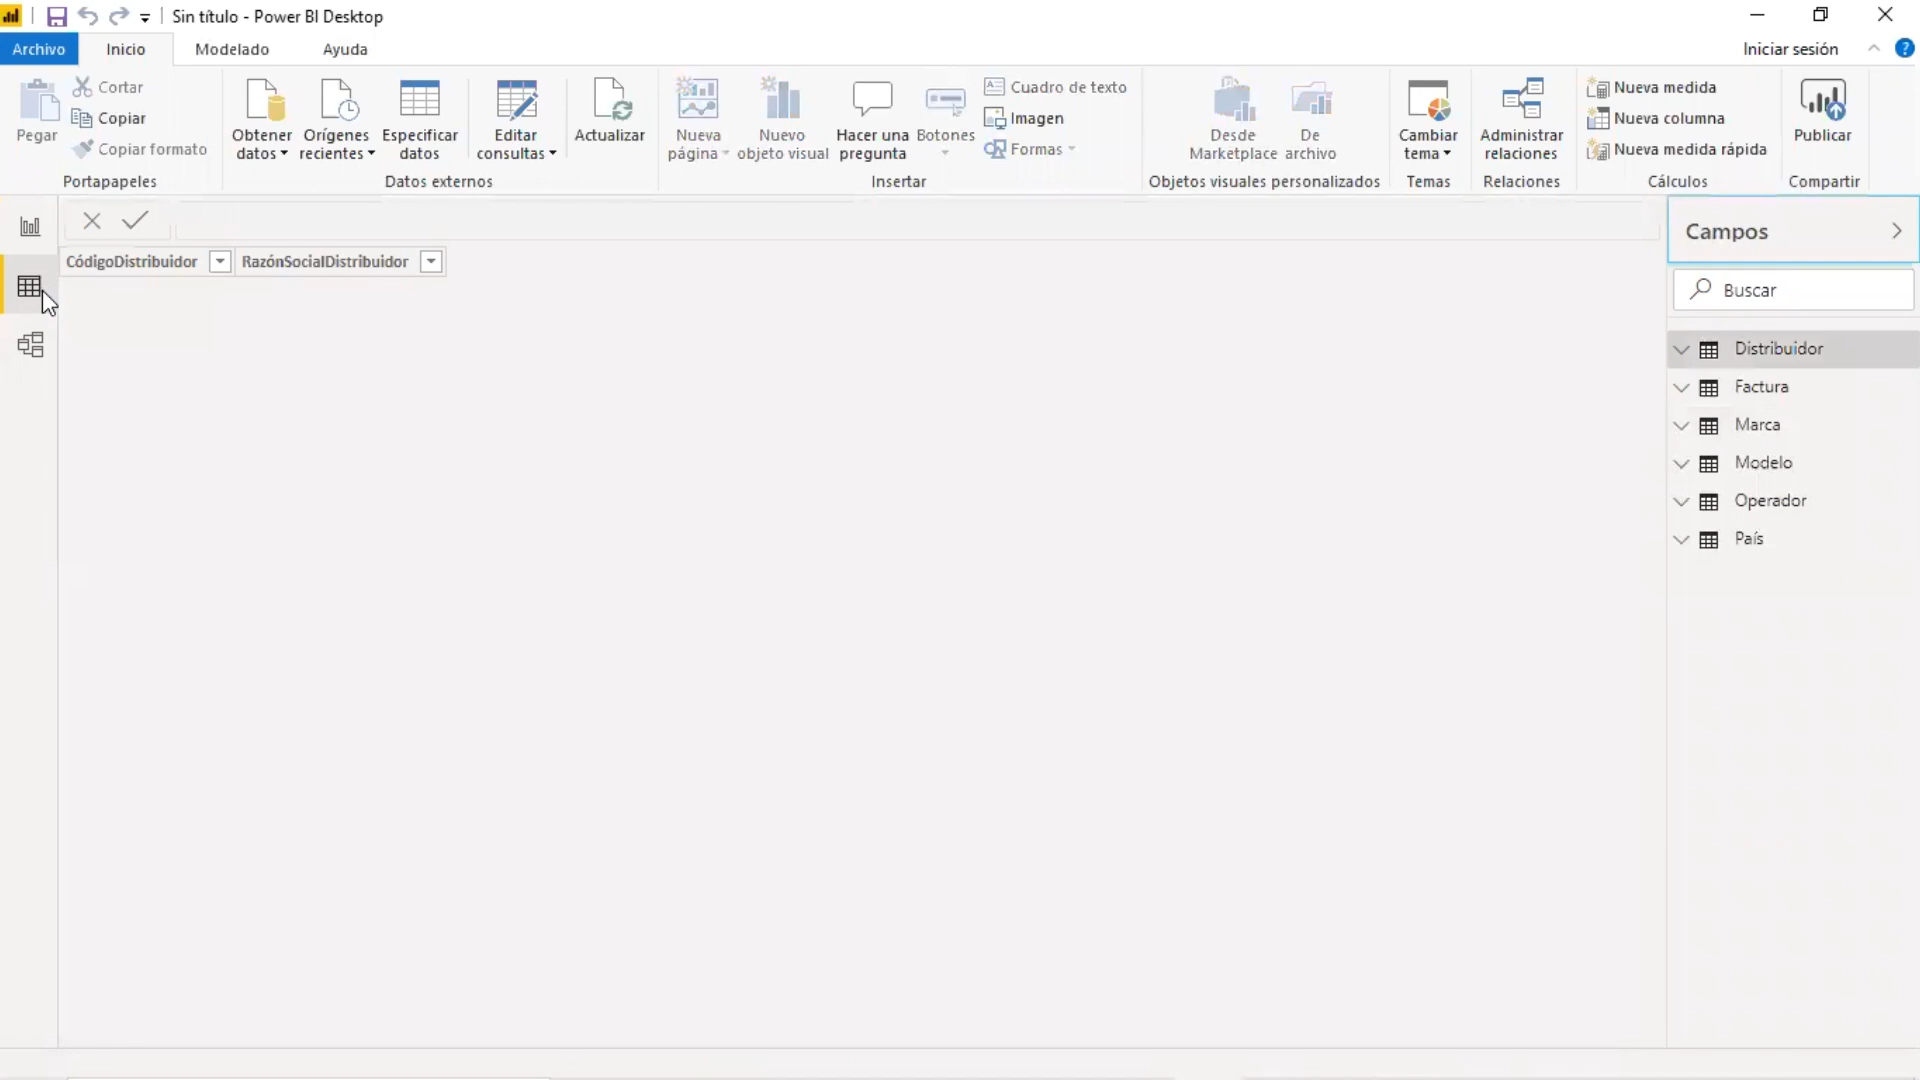 Sin título - Power BI Desktop
Archivo
Inicio
Modelado
Ayuda
Iniciar sesión
?
Pegar
Cortar
Copiar
Copiar formato
Portapapeles
Obtener
datos
Orígenes
recientes
Especificar
datos
Editar
consultas
Actualizar
Datos externos
Nueva
página
Nuevo
objeto visual
Hacer una
pregunta
Botones
Cuadro de texto
Imagen
Formas
Insertar
Desde
Marketplace
De
archivo
Objetos visuales personalizados
Cambiar
tema
Temas
Administrar
relaciones
Relaciones
Nueva medida
Nueva columna
Nueva medida rápida
Cálculos
Publicar
Compartir
CódigoDistribuidor
RazónSocialDistribuidor
Campos
Buscar
Distribuidor
Factura
Marca
Modelo
Operador
País